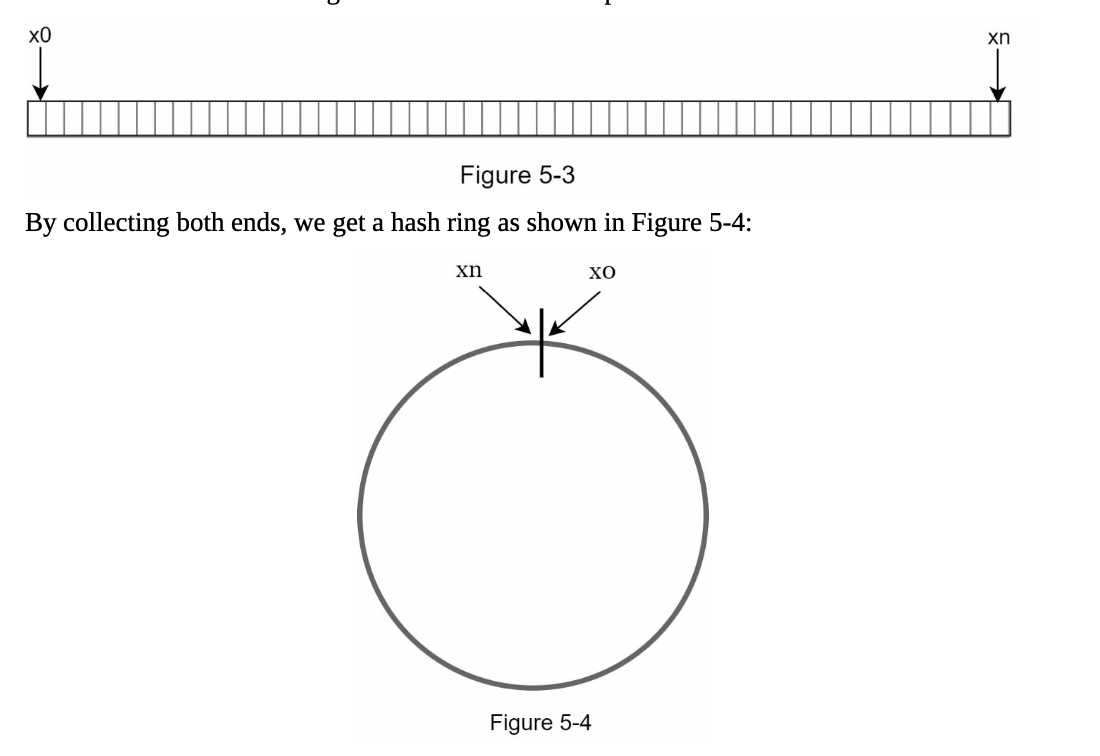 x0
xn
Figure 5-3
By collecting both ends, we get a hash ring as shown in Figure 5-4:
xn
xo
Figure 5-4